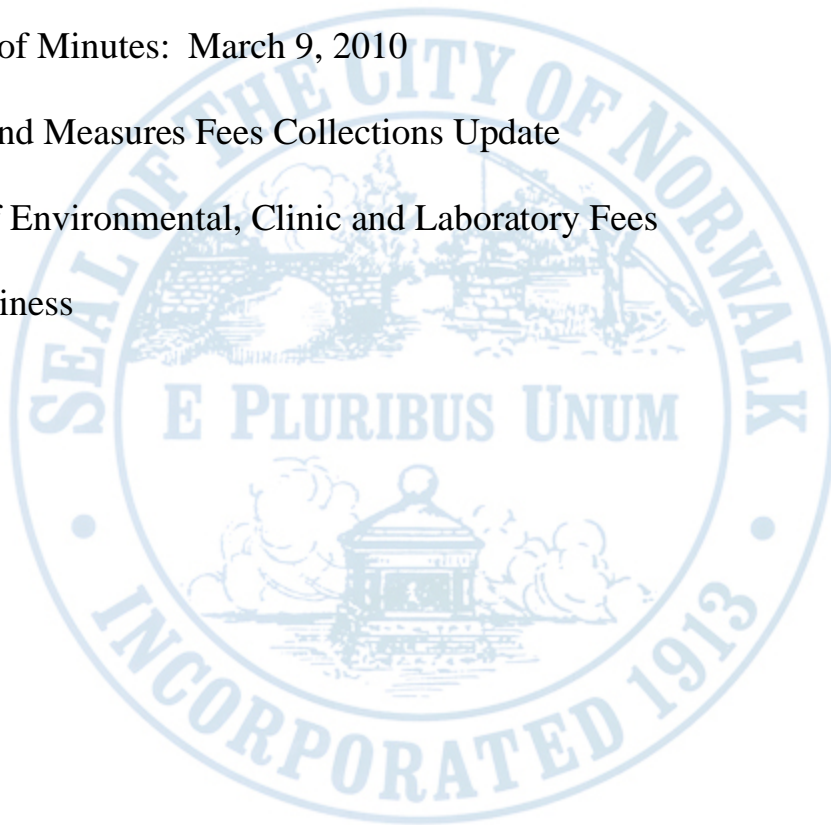 of Minutes: March 9, 2010
nd Measures Fees Collections Update
f Environmental, Clinic and Laboratory Fees
iness
SEAL OF THE CITY OF NORWALK
E PLURIBUS UNUM
INCORPORATED 1913